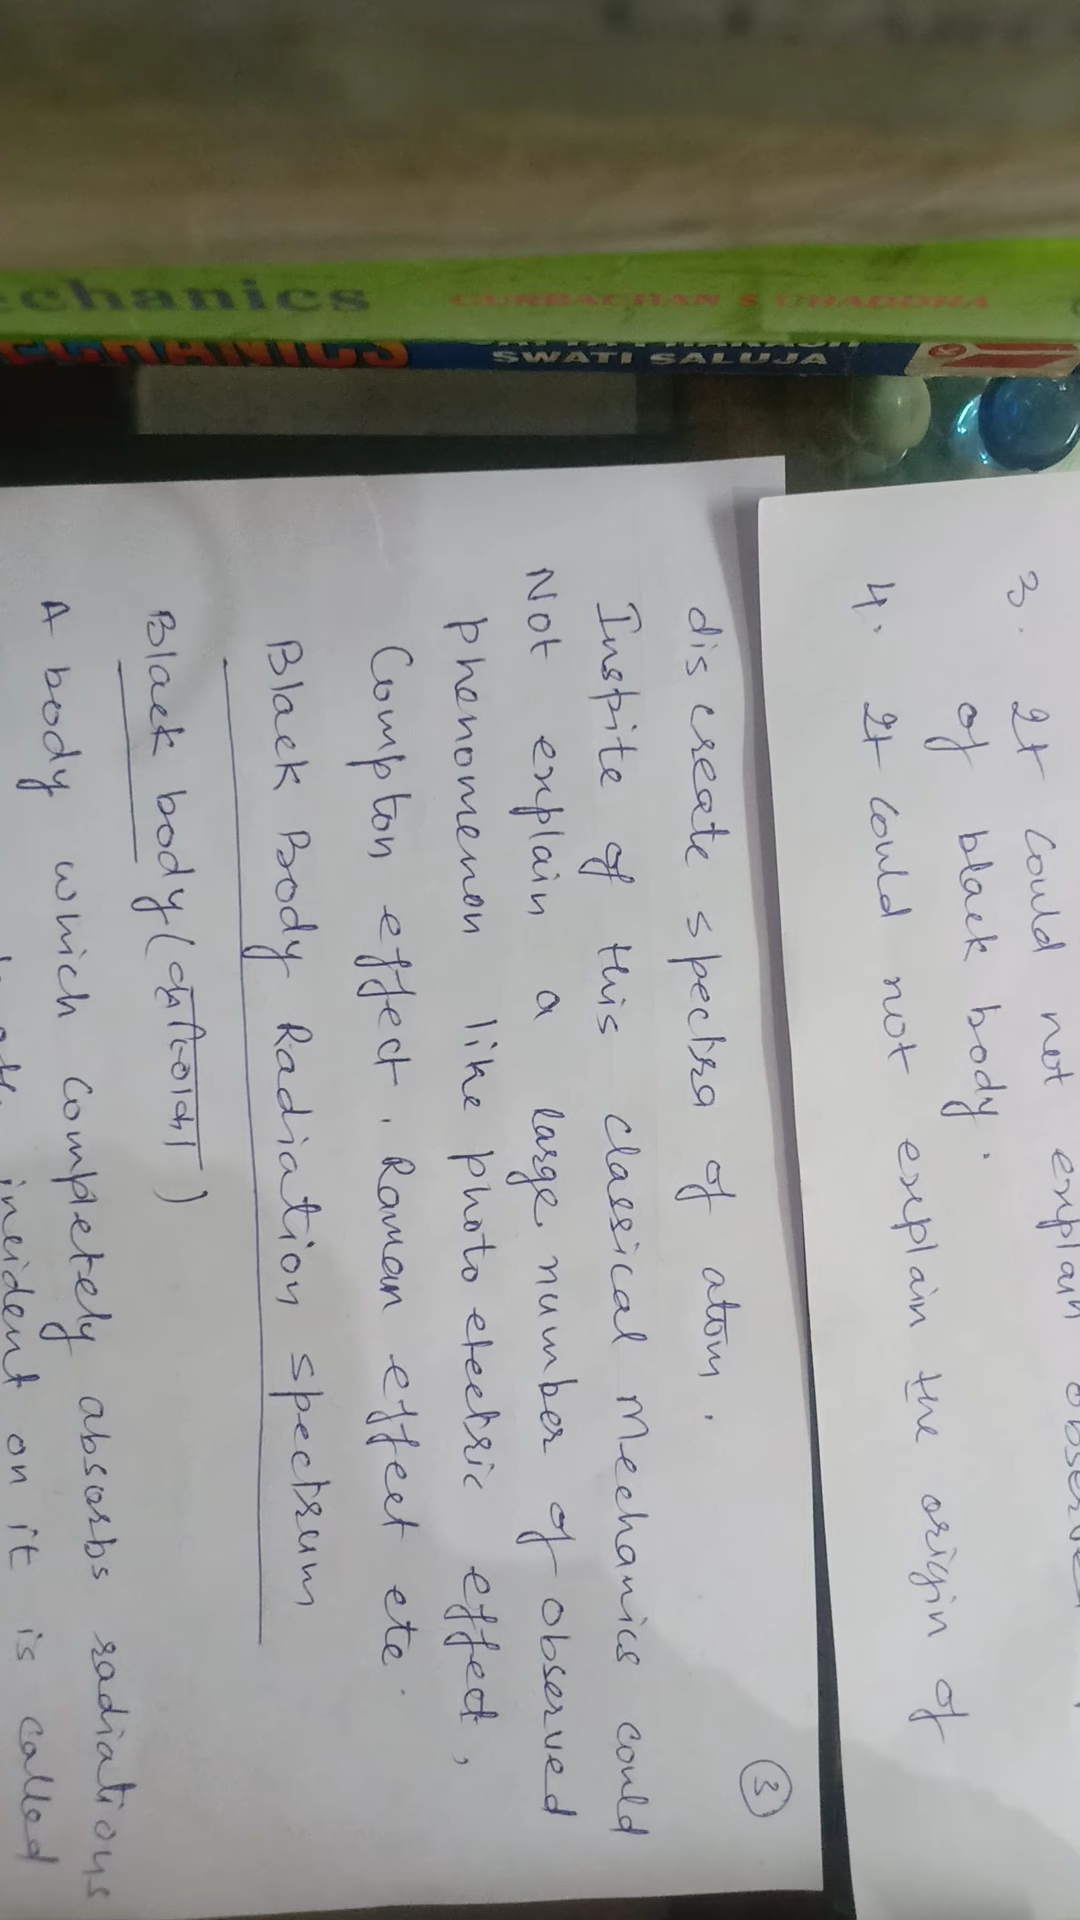 chanics
GURBACHAN S CHADDHA
ECHANICS
SWATI SALUJA
3. It could not explain
of black body.
4. It could not explain the origin of
3
discreate spectra of atom.
Inspite of this classical Mechanics could
Not explain a large number of observed
phenomenon like photo electric effect,
Compton effect, Raman effect etc.
Black Body Radiation spectrum
Black body (कृष्णिका)
A body which completely absorbs radiations
incident on it is called